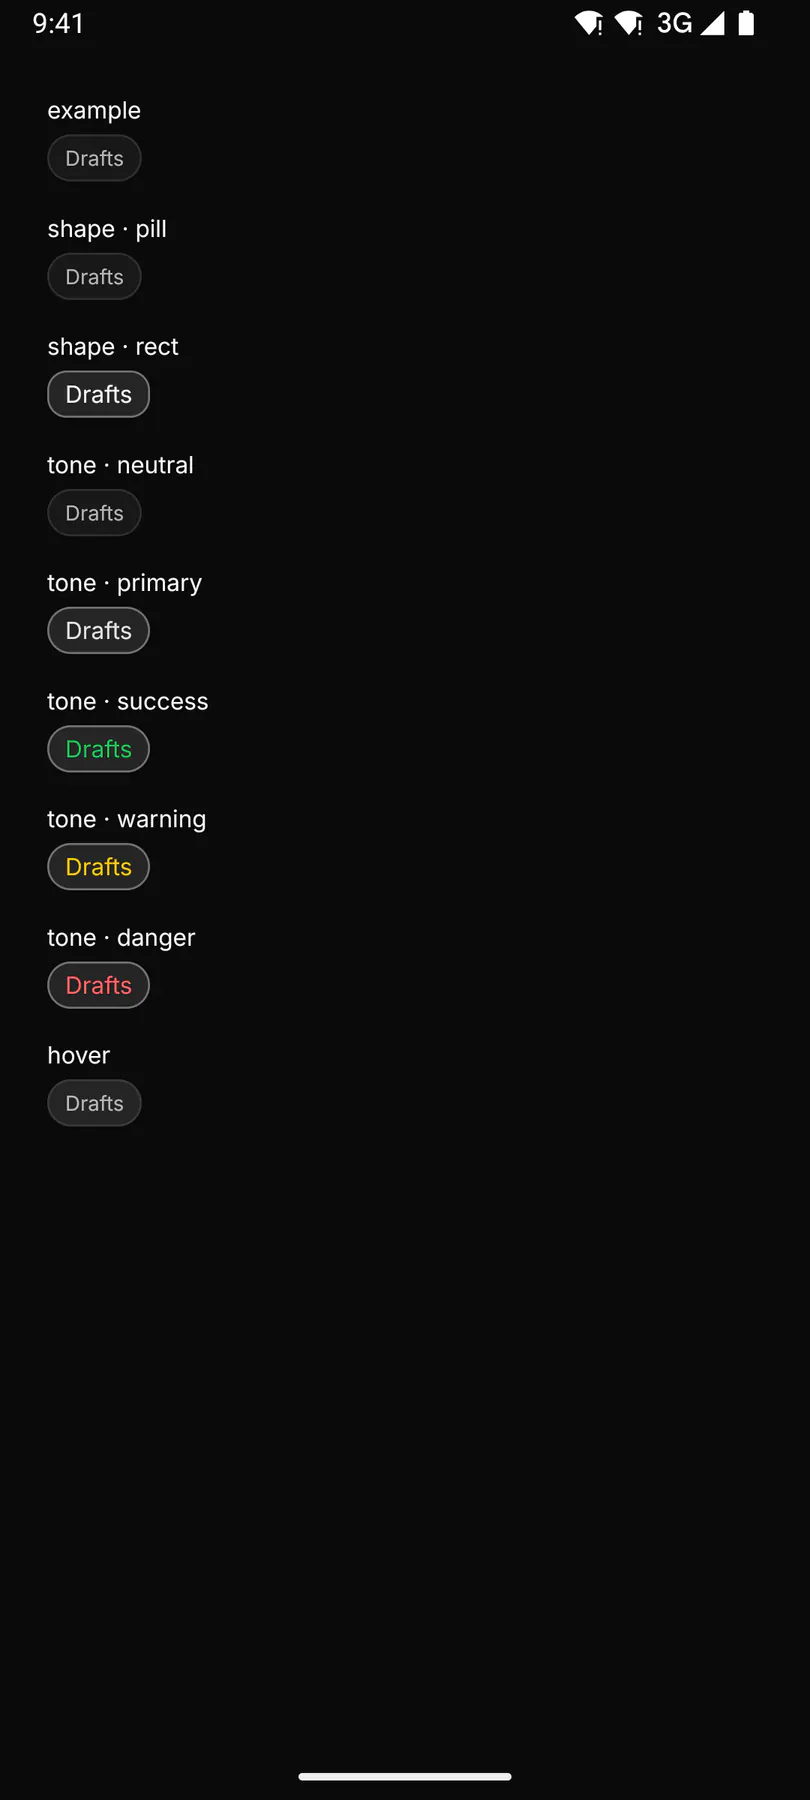 9:41
3G
example
Drafts
shape · pill
Drafts
shape · rect
Drafts
tone · neutral
Drafts
tone · primary
Drafts
tone · success
Drafts
tone · warning
Drafts
tone · danger
Drafts
hover
Drafts